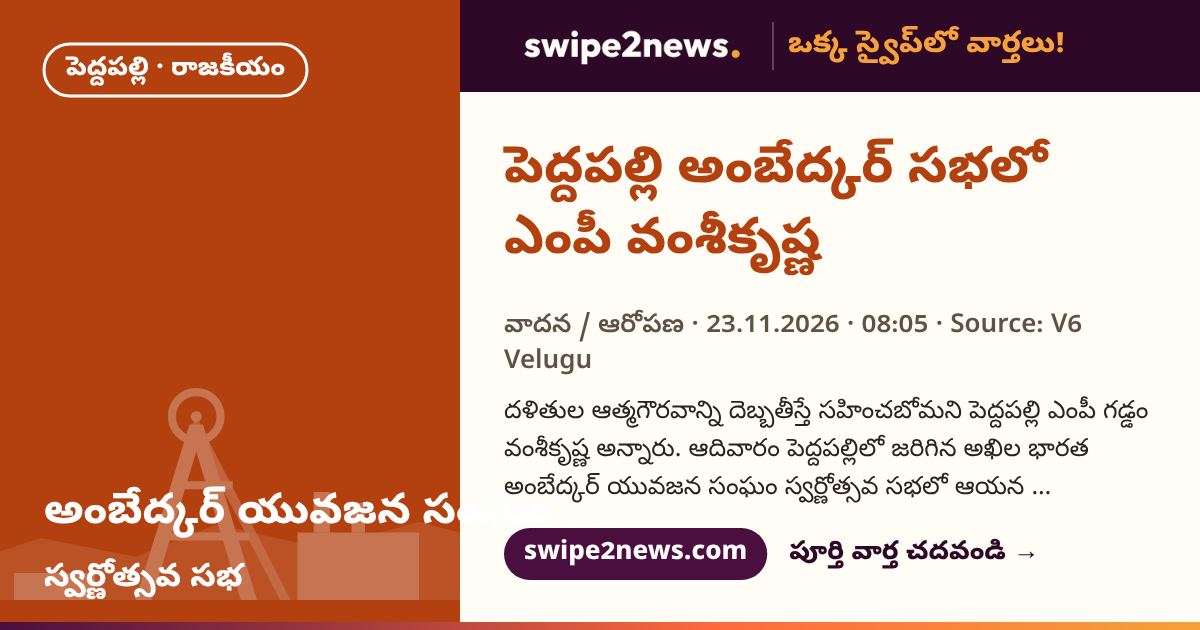 పెద్దపల్లి · రాజకీయం
swipe2news.
ఒక్క స్వైప్‌లో వార్తలు!
పెద్దపల్లి అంబేద్కర్ సభలో
ఎంపీ వంశీకృష్ణ
వాదన / ఆరోపణ · 23.11.2026 · 08:05 · Source: V6
Velugu
దళితుల ఆత్మగౌరవాన్ని దెబ్బతీస్తే సహించబోమని పెద్దపల్లి ఎంపీ గడ్డం
వంశీకృష్ణ అన్నారు. ఆదివారం పెద్దపల్లిలో జరిగిన అఖిల భారత
అంబేద్కర్ యువజన సంఘం స్వర్ణోత్సవ సభలో ఆయన ...
swipe2news.com
పూర్తి వార్త చదవండి →
అంబేద్కర్ యువజన సంఘం
స్వర్ణోత్సవ సభ